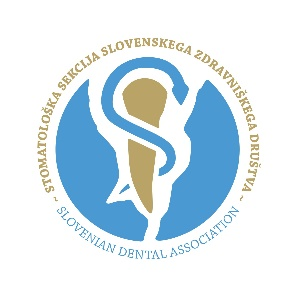 STOMATOLOŠKA SEKCIJA SLOVENSKEGA ZDRAVNIŠKEGA DRUŠTVA
~ SLOVENIAN DENTAL ASSOCIATION ~